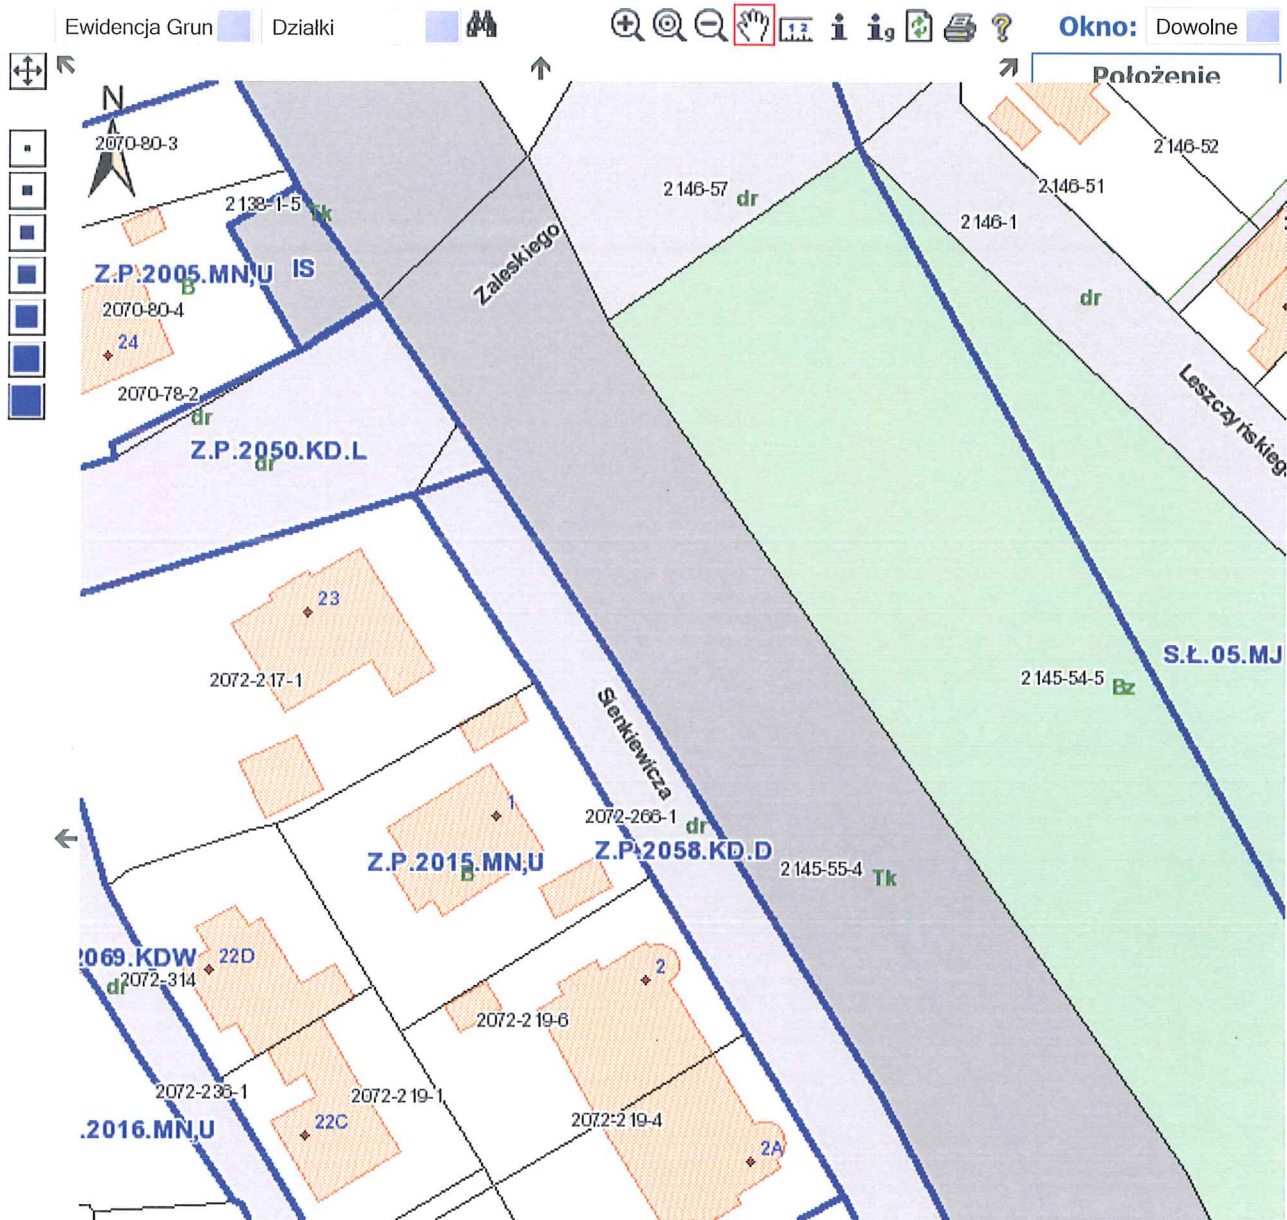 Ewidencja Grun Działki Okno: Dowolne
Położenie
N
2070-80-3
2138-1-5 Tk
Z.P.2005.MN,U IS
B
2070-80-4
24
2070-78-2
dr
Z.P.2050.KD.L
dr
Zaleskiego
2146-57 dr
2146-52
2146-51
2146-1
dr
Leszczyńskiego
23
2072-217-1
Sienkiewicza
S.Ł.05.MJ
2145-54-5 Bz
1
2072-266-1 dr
Z.P.2015.MN,U
B
Z.P.2058.KD.D
2145-55-4 Tk
2069.KDW
22D
dr 2072-314
2
2072-219-6
2072-236-1
2072-219-1
.2016.MN,U
22C
2072-219-4
2A